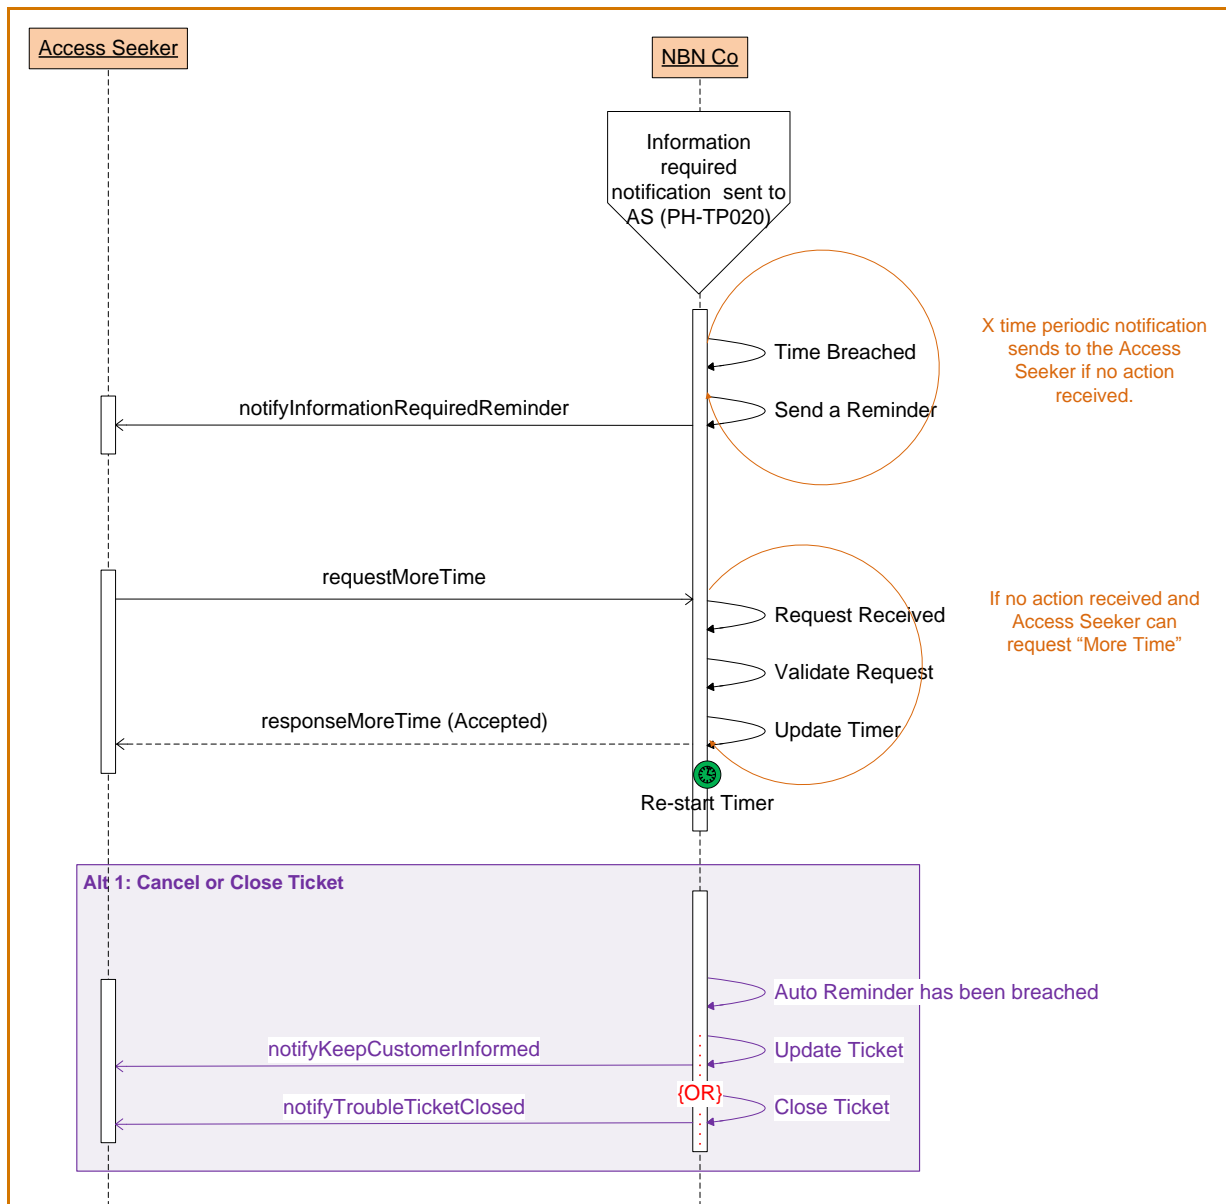 Access Seeker
NBN Co
Information
required
notification sent to
AS (PH-TP020)
Time Breached
X time periodic notification
sends to the Access
Seeker if no action
received.
notifyInformationRequiredReminder
Send a Reminder
requestMoreTime
Request Received
If no action received and
Access Seeker can
request “More Time”
Validate Request
responseMoreTime (Accepted)
Update Timer
Re-start Timer
Alt 1: Cancel or Close Ticket
Auto Reminder has been breached
notifyKeepCustomerInformed
Update Ticket
{OR}
notifyTroubleTicketClosed
Close Ticket